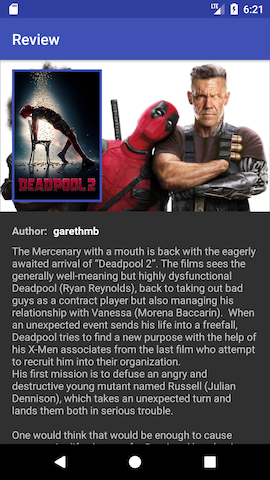 LTE 6:21
Review
DEADPOOL 2
Author: garethmb
The Mercenary with a mouth is back with the eagerly
awaited arrival of “Deadpool 2”. The films sees the
generally well-meaning but highly dysfunctional
Deadpool (Ryan Reynolds), back to taking out bad
guys as a contract player but also managing his
relationship with Vanessa (Morena Baccarin).  When
an unexpected event sends his life into a freefall,
Deadpool tries to find a new purpose with the help of
his X-Men associates from the last film who attempt
to recruit him into their organization.
His first mission is to defuse an angry and
destructive young mutant named Russell (Julian
Dennison), which takes an unexpected turn and
lands them both in serious trouble.
One would think that would be enough to cause